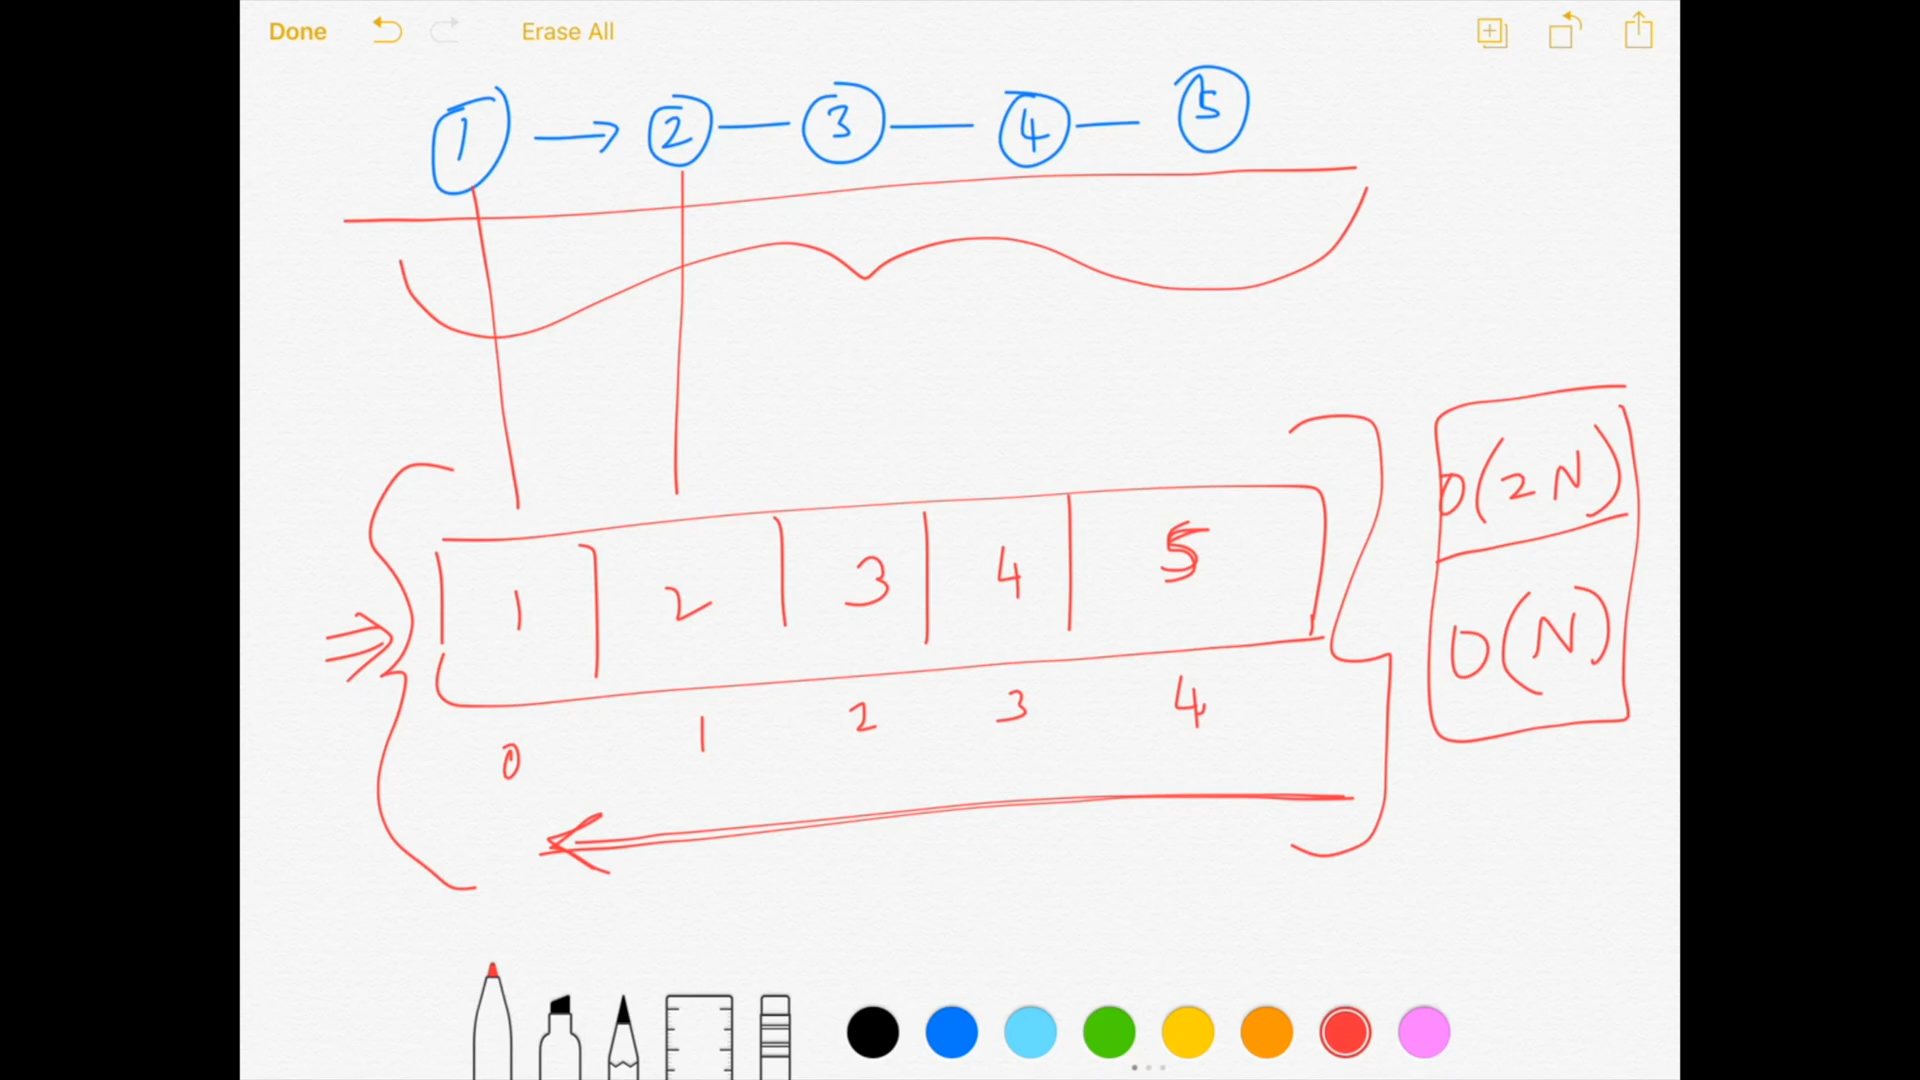 Done Erase All
1 → 2 — 3 — 4 — 5
O(2N)
1 2 3 4 5
O(N)
0 1 2 3 4